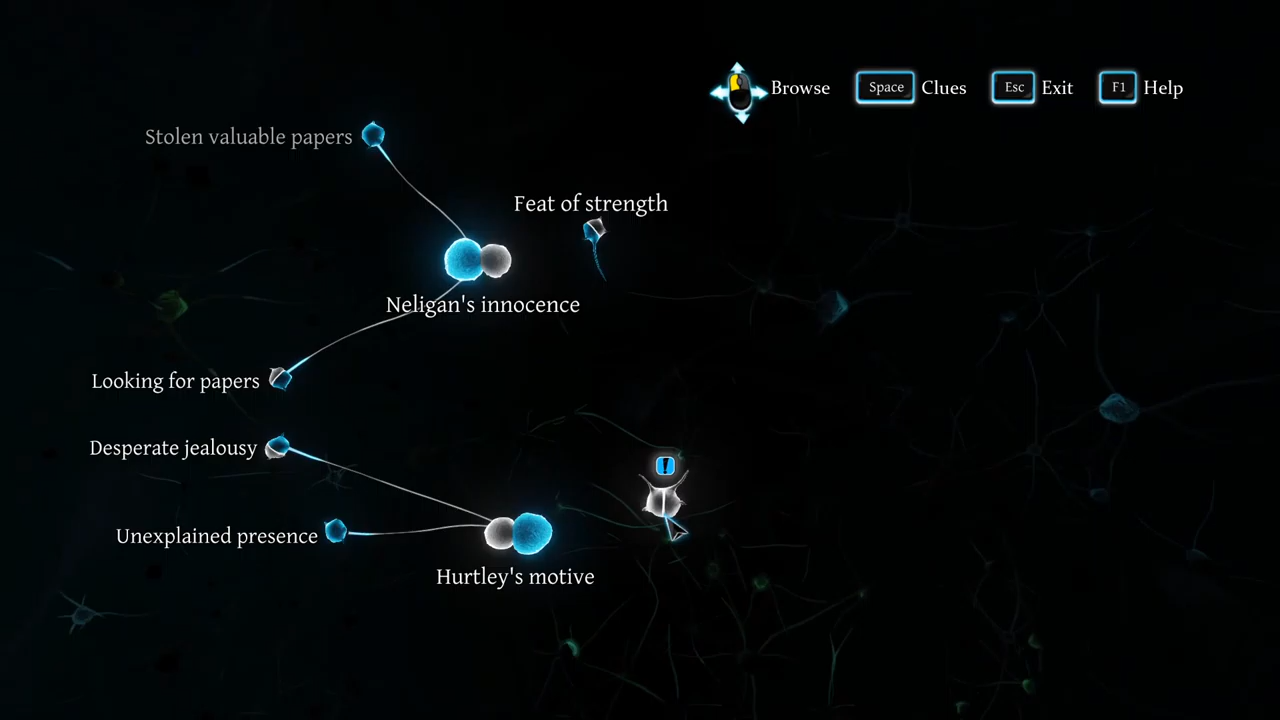 Browse
Space
Clues
Esc
Exit
F1
Help
Stolen valuable papers
Feat of strength
Neligan's innocence
Looking for papers
Desperate jealousy
!
Unexplained presence
Hurtley's motive